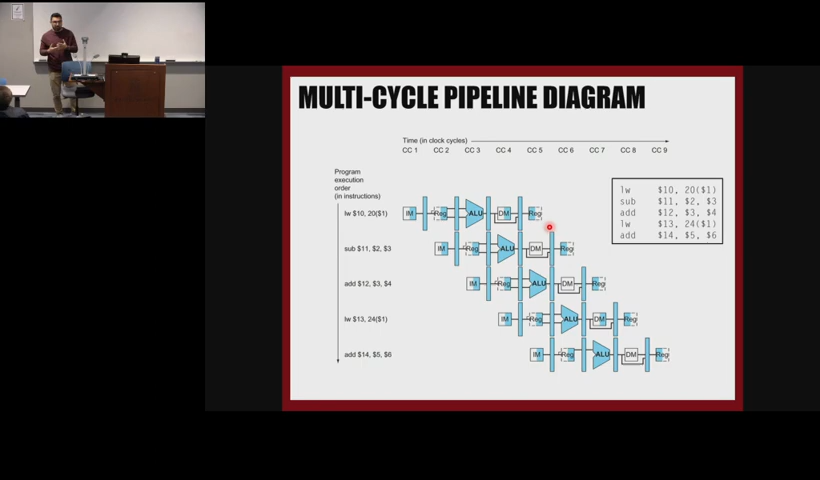 MULTI-CYCLE PIPELINE DIAGRAM
Time (in clock cycles)
CC 1 CC 2 CC 3 CC 4 CC 5 CC 6 CC 7 CC 8 CC 9
Program
execution
order
(in instructions)
lw $10, 20($1)
sub $11, $2, $3
add $12, $3, $4
lw $13, 24($1)
add $14, $5, $6
lw $10, 20($1) IM Reg ALU DM Reg
sub $11, $2, $3 IM Reg ALU DM Reg
add $12, $3, $4 IM Reg ALU DM Reg
lw $13, 24($1) IM Reg ALU DM Reg
add $14, $5, $6 IM Reg ALU DM Reg